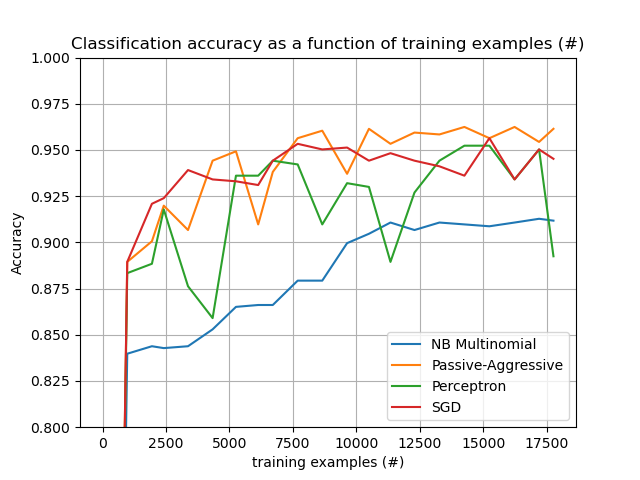 Classification accuracy as a function of training examples (#)
1.000
0.975
0.950
0.925
0.900
0.875
0.850
0.825
0.800
Accuracy
NB Multinomial
Passive-Aggressive
Perceptron
SGD
0 2500 5000 7500 10000 12500 15000 17500
training examples (#)